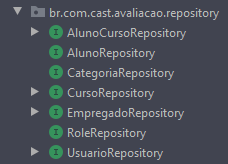 br.com.cast.avaliacao.repository
AlunoCursoRepository
AlunoRepository
CategoriaRepository
CursoRepository
EmpregadoRepository
RoleRepository
UsuarioRepository